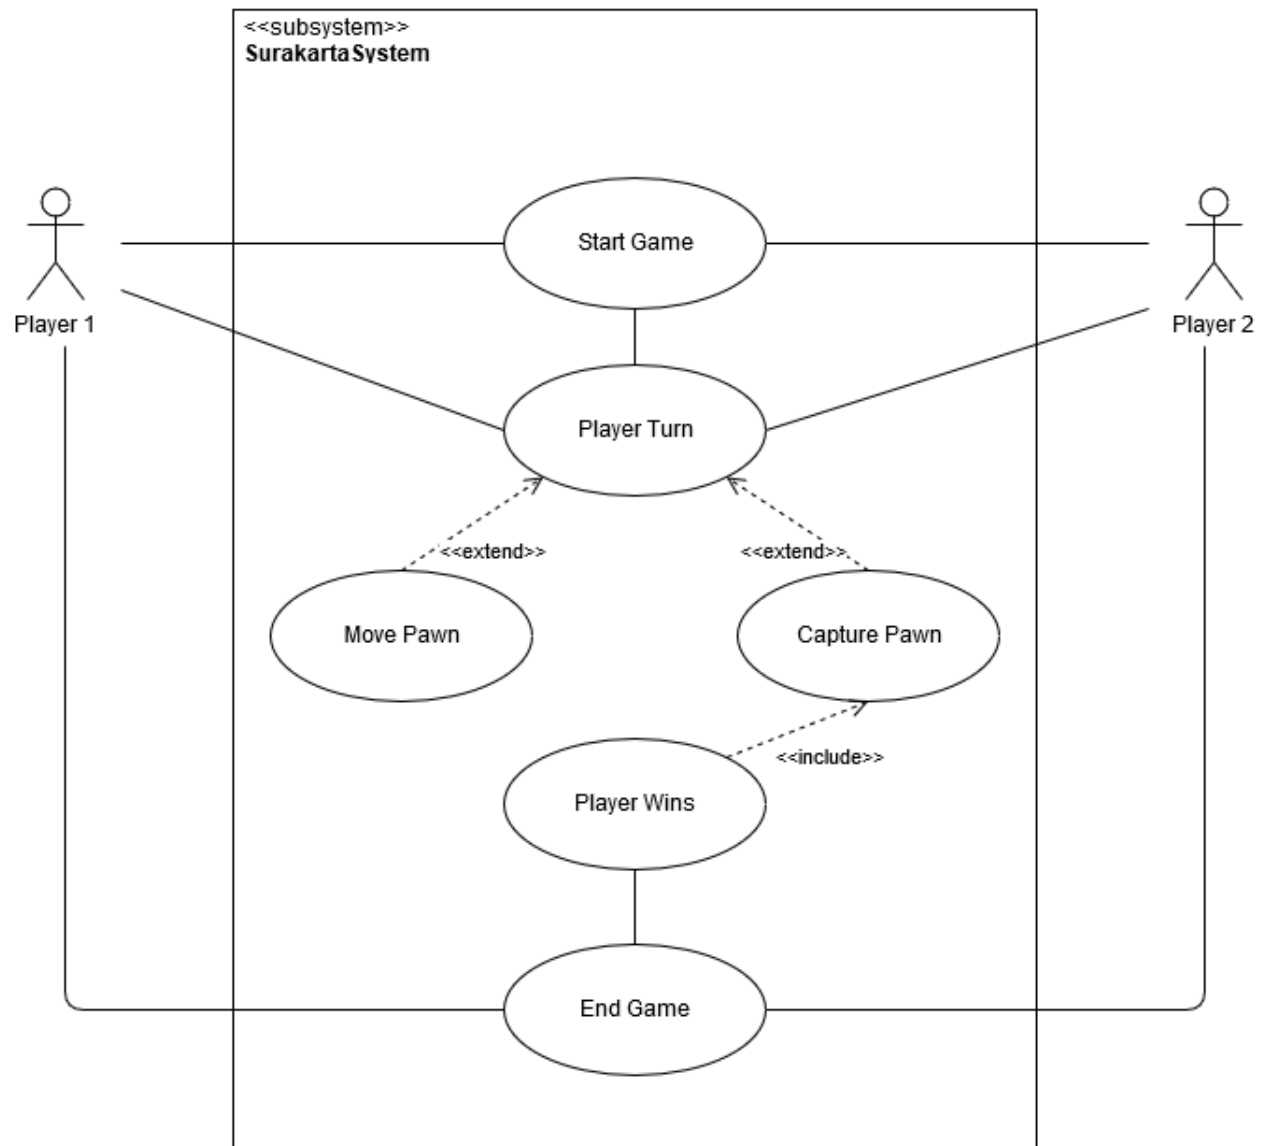 <<subsystem>>
SurakartaSystem
Start Game
Player 1
Player 2
Player Turn
<<extend>>
<<extend>>
Move Pawn
Capture Pawn
<<include>>
Player Wins
End Game